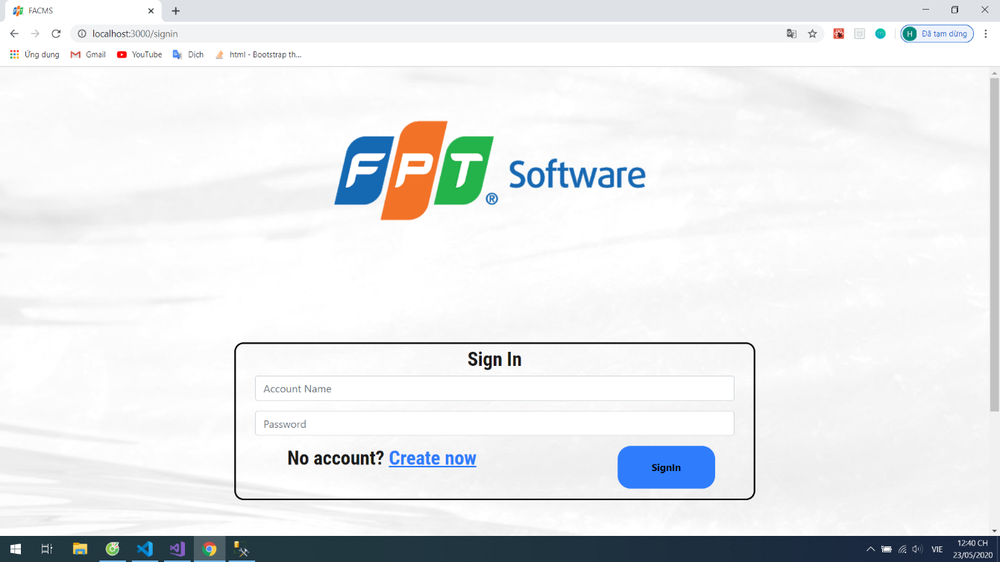 FACMS
localhost:3000/signin
H Đã tạm dừng
Ứng dụng Gmail YouTube Dịch html - Bootstrap th...
FPT® Software
Sign In
Account Name
Password
No account? Create now
SignIn
VIE
12:40 CH
23/05/2020